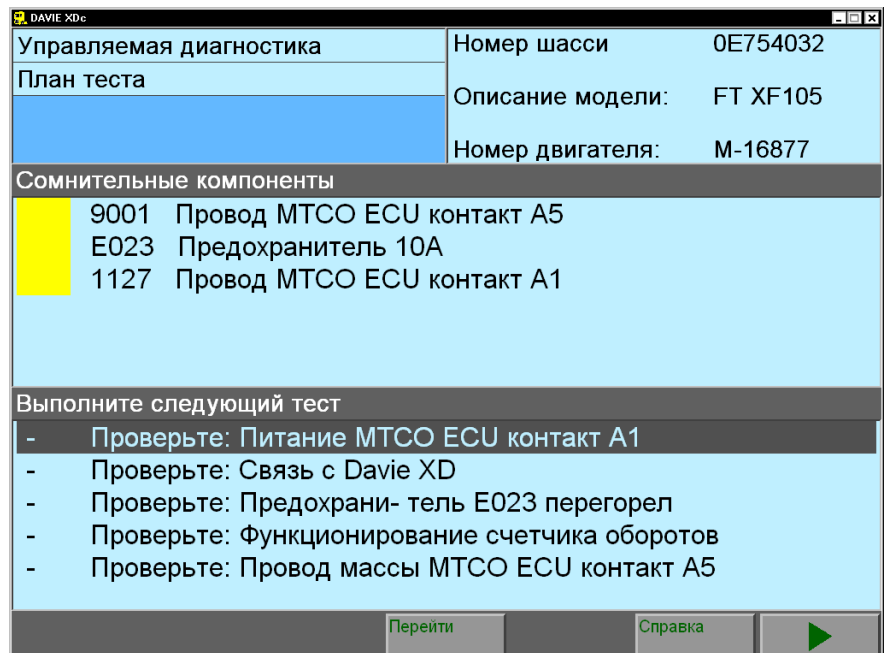 DAVIE XDc
Управляемая диагностика
План теста
Номер шасси 0E754032
Описание модели: FT XF105
Номер двигателя: M-16877
Сомнительные компоненты
9001 Провод MTCO ECU контакт A5
E023 Предохранитель 10A
1127 Провод MTCO ECU контакт A1
Выполните следующий тест
- Проверьте: Питание MTCO ECU контакт A1
- Проверьте: Связь с Davie XD
- Проверьте: Предохрани- тель E023 перегорел
- Проверьте: Функционирование счетчика оборотов
- Проверьте: Провод массы MTCO ECU контакт A5
Перейти
Справка